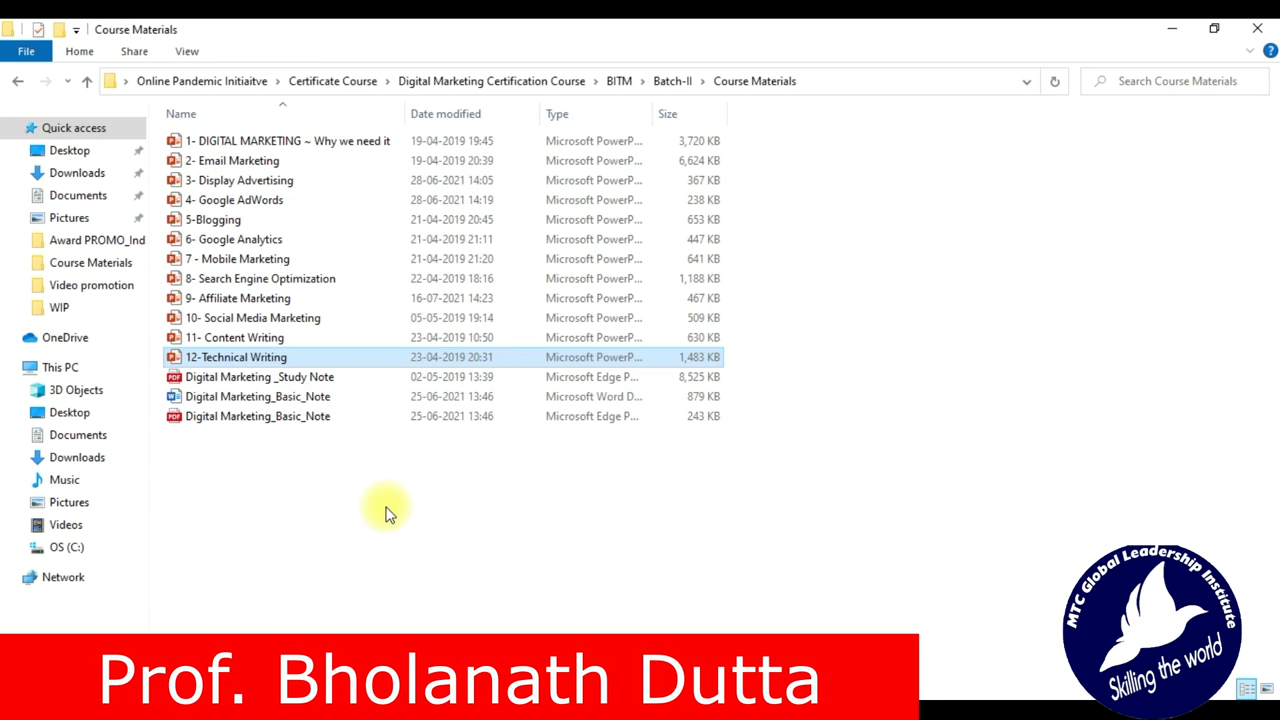 Course Materials
File Home Share View
Online Pandemic Initiaitve Certificate Course Digital Marketing Certification Course BITM Batch-II Course Materials Search Course Materials
Name Date modified Type Size
Quick access
Desktop
Downloads
Documents
Pictures
Award PROMO_Ind
Course Materials
Video promotion
WIP
OneDrive
This PC
3D Objects
Desktop
Documents
Downloads
Music
Pictures
Videos
OS (C:)
Network
1- DIGITAL MARKETING ~ Why we need it 19-04-2019 19:45 Microsoft PowerP... 3,720 KB
2- Email Marketing 19-04-2019 20:39 Microsoft PowerP... 6,624 KB
3- Display Advertising 28-06-2021 14:05 Microsoft PowerP... 367 KB
4- Google AdWords 28-06-2021 14:19 Microsoft PowerP... 238 KB
5-Blogging 21-04-2019 20:45 Microsoft PowerP... 653 KB
6- Google Analytics 21-04-2019 21:11 Microsoft PowerP... 447 KB
7 - Mobile Marketing 21-04-2019 21:20 Microsoft PowerP... 641 KB
8- Search Engine Optimization 22-04-2019 18:16 Microsoft PowerP... 1,188 KB
9- Affiliate Marketing 16-07-2021 14:23 Microsoft PowerP... 467 KB
10- Social Media Marketing 05-05-2019 19:14 Microsoft PowerP... 509 KB
11- Content Writing 23-04-2019 10:50 Microsoft PowerP... 630 KB
12-Technical Writing 23-04-2019 20:31 Microsoft PowerP... 1,483 KB
Digital Marketing _Study Note 02-05-2019 13:39 Microsoft Edge P... 8,525 KB
Digital Marketing_Basic_Note 25-06-2021 13:46 Microsoft Word D... 879 KB
Digital Marketing_Basic_Note 25-06-2021 13:46 Microsoft Edge P... 243 KB
MTC Global Leadership Institute
Skilling the world
Prof. Bholanath Dutta